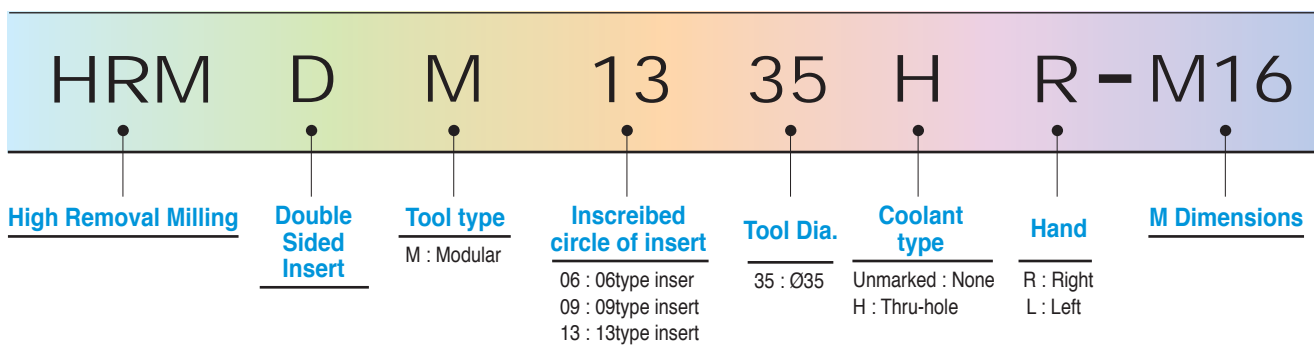 HRM D M 13 35 H R - M16
High Removal Milling
Double
Sided
Insert
Tool type
M : Modular
Inscreibed
circle of insert
06 : 06type inser
09 : 09type insert
13 : 13type insert
Tool Dia.
35 : Ø35
Coolant
type
Unmarked : None
H : Thru-hole
Hand
R : Right
L : Left
M Dimensions